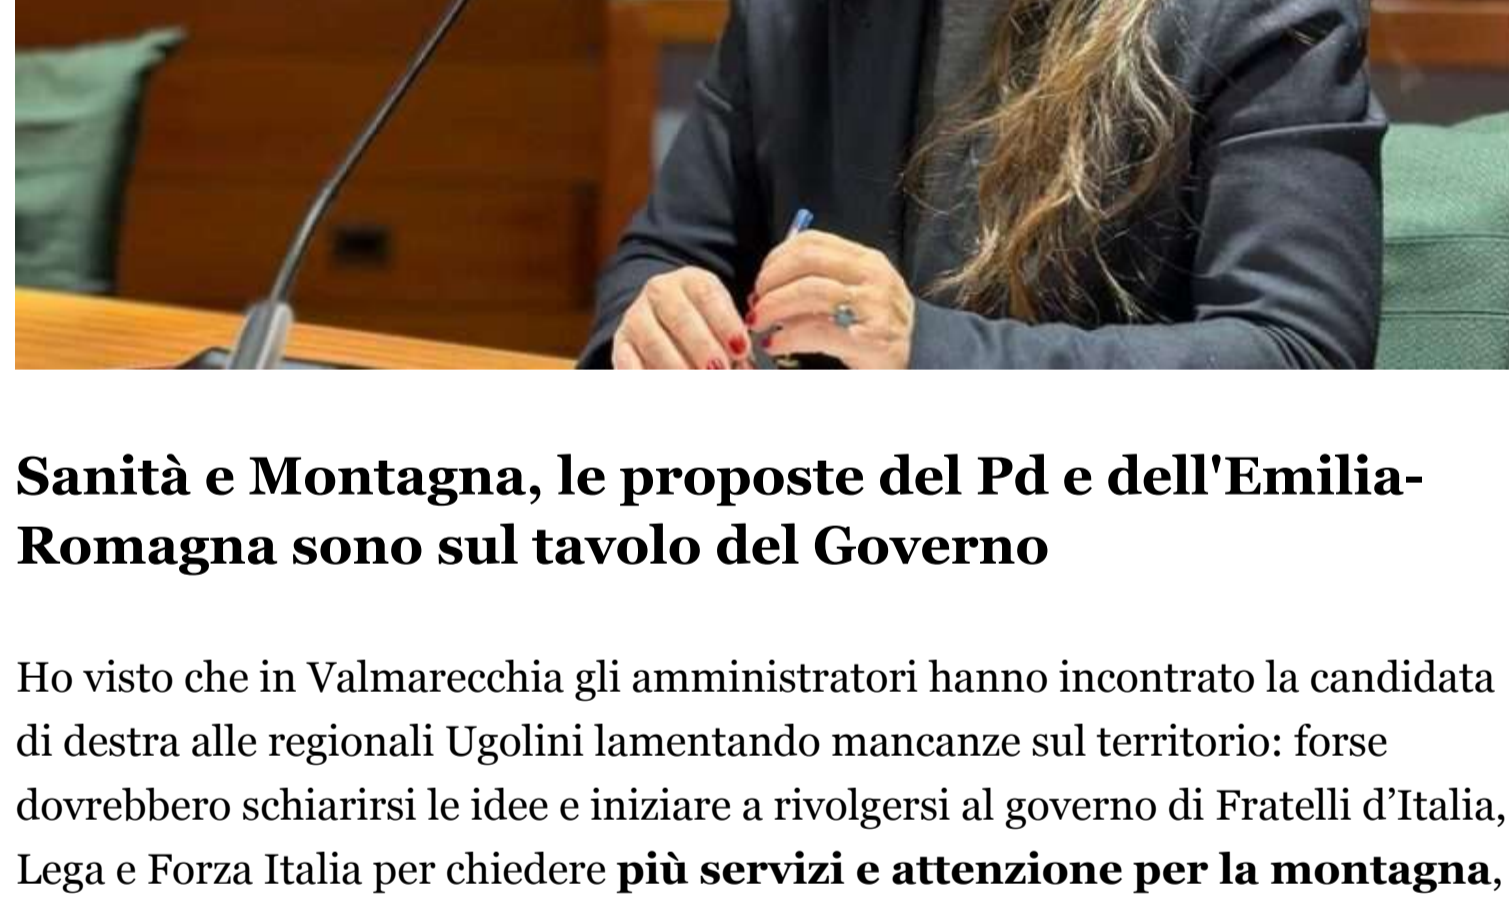 Sanità e Montagna, le proposte del Pd e dell'Emilia-
Romagna sono sul tavolo del Governo
Ho visto che in Valmarecchia gli amministratori hanno incontrato la candidata
di destra alle regionali Ugolini lamentando mancanze sul territorio: forse
dovrebbero schiarirsi le idee e iniziare a rivolgersi al governo di Fratelli d’Italia,
Lega e Forza Italia per chiedere più servizi e attenzione per la montagna,